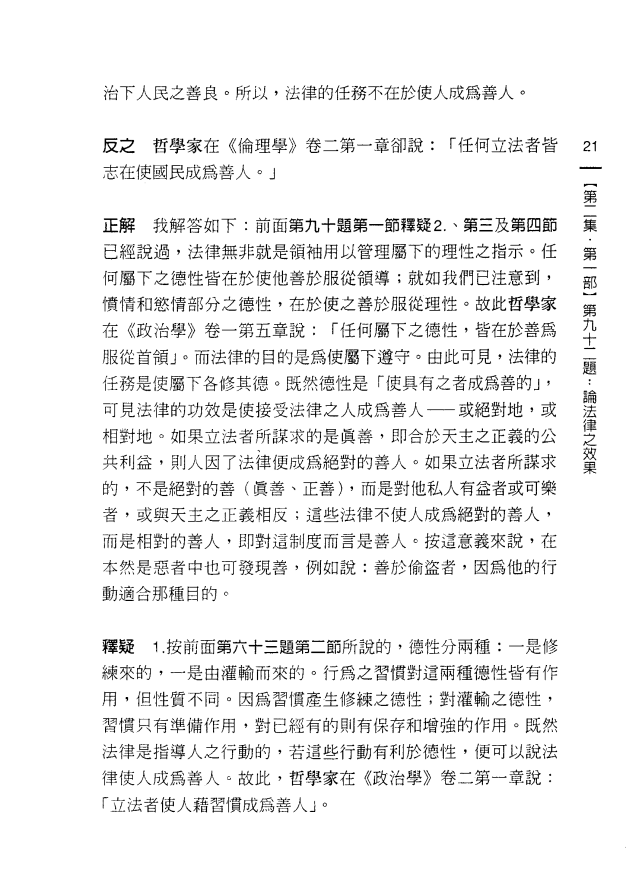 治下人民之善良。所以，法律的任務不在於使人成爲善人。
反之　哲學家在《倫理學》卷二第一章卻說：「任何立法者皆
志在使國民成爲善人。」
正解　我解答如下：前面第九十題第一節釋疑2.、第三及第四節
已經說過，法律無非就是領袖用以管理屬下的理性之指示。任
何屬下之德性皆在於使他善於服從領導；就如我們已注意到，
憤情和慾情部分之德性，在於使之善於服從理性。故此哲學家
在《政治學》卷一第五章說：「任何屬下之德性，皆在於善爲
服從首領」。而法律的目的是爲使屬下遵守。由此可見，法律的
任務是使屬下各修其德。既然德性是「使具有之者成爲善的」，
可見法律的功效是使接受法律之人成爲善人——或絕對地，或
相對地。如果立法者所謀求的是眞善，即合於天主之正義的公
共利益，則人因了法律便成爲絕對的善人。如果立法者所謀求
的，不是絕對的善（眞善、正善），而是對他私人有益者或可樂
者，或與天主之正義相反；這些法律不使人成爲絕對的善人，
而是相對的善人，即對這制度而言是善人。按這意義來說，在
本然是惡者中也可發現善，例如說：善於偷盜者，因爲他的行
動適合那種目的。
釋疑　1.按前面第六十三題第二節所說的，德性分兩種：一是修
練來的，一是由灌輸而來的。行爲之習慣對這兩種德性皆有作
用，但性質不同。因爲習慣產生修練之德性；對灌輸之德性，
習慣只有準備作用，對已經有的則有保存和增強的作用。既然
法律是指導人之行動的，若這些行動有利於德性，便可以說法
律使人成爲善人。故此，哲學家在《政治學》卷二第一章說：
「立法者使人藉習慣成爲善人」。
21
【第二集．第一部】第九十二題：論法律之效果